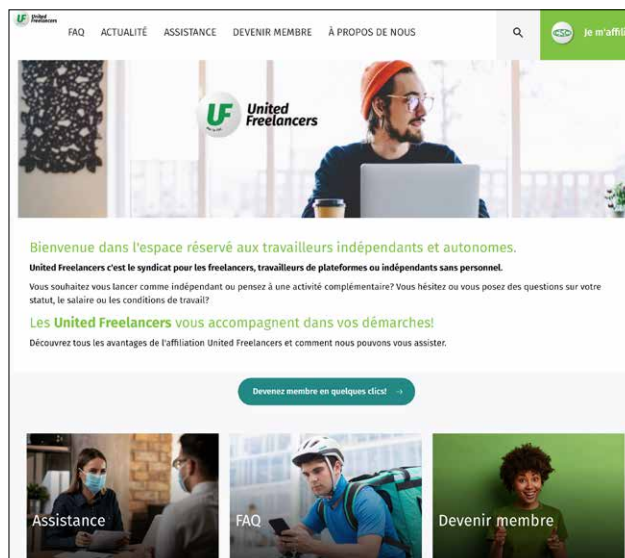 UF United Freelancers
FAQ ACTUALITÉ ASSISTANCE DEVENIR MEMBRE À PROPOS DE NOUS
CSC Je m'affili
UF United
Freelancers
Bienvenue dans l'espace réservé aux travailleurs indépendants et autonomes.
United Freelancers c'est le syndicat pour les freelancers, travailleurs de plateformes ou indépendants sans personnel.
Vous souhaitez vous lancer comme indépendant ou pensez à une activité complémentaire? Vous hésitez ou vous posez des questions sur votre
statut, le salaire ou les conditions de travail?
Les United Freelancers vous accompagnent dans vos démarches!
Découvrez tous les avantages de l'affiliation United Freelancers et comment nous pouvons vous assister.
Devenez membre en quelques clics! →
Assistance
FAQ
Devenir membre